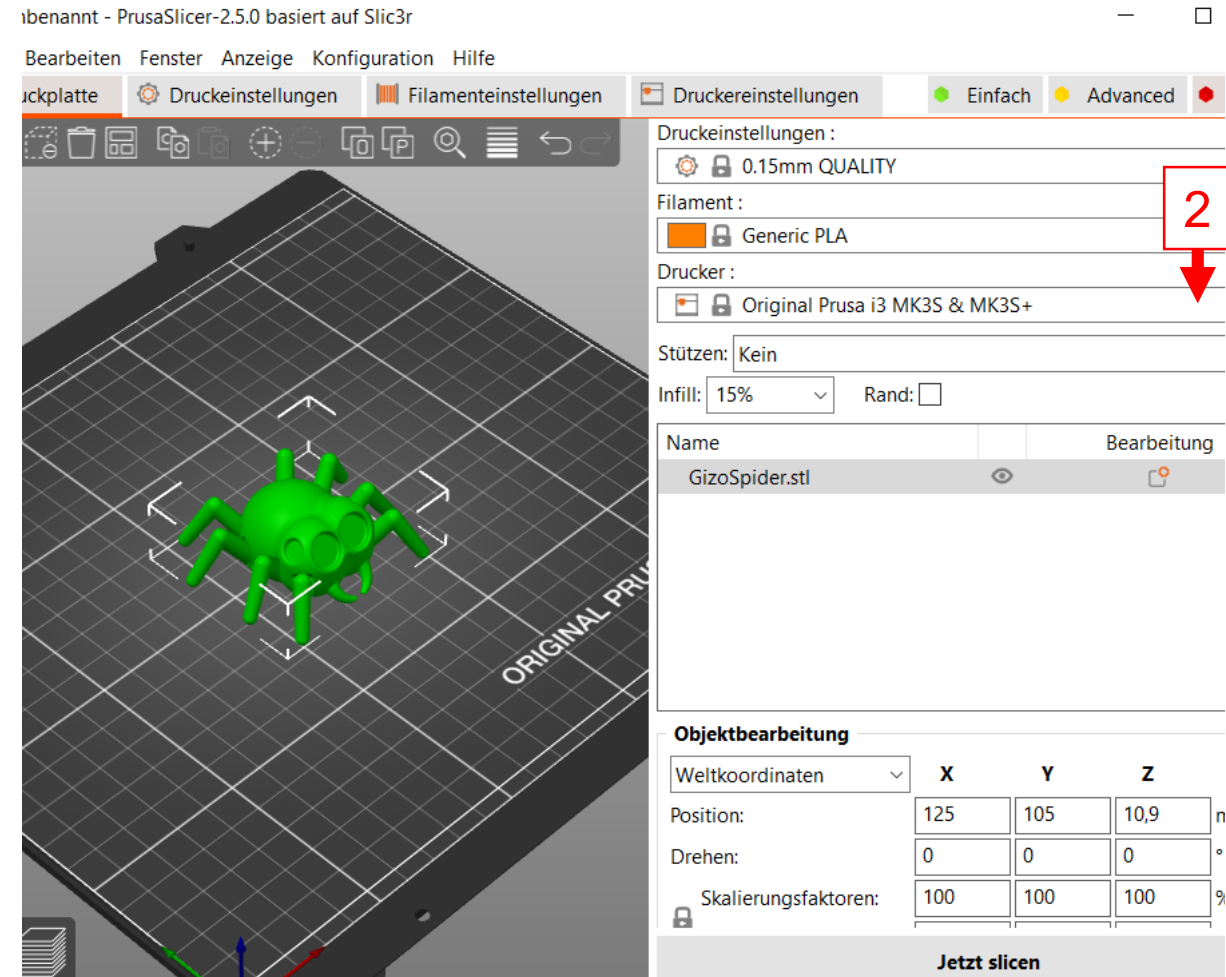 ibenannt - PrusaSlicer-2.5.0 basiert auf Slic3r
Bearbeiten Fenster Anzeige Konfiguration Hilfe
uckplatte Druckeinstellungen Filamenteinstellungen Druckereinstellungen Einfach Advanced
Druckeinstellungen :
0.15mm QUALITY
Filament :
2
Generic PLA
Drucker :
Original Prusa i3 MK3S & MK3S+
Stützen: Kein
Infill: 15% Rand:
Name Bearbeitung
GizoSpider.stl
ORIGINAL PRUS
Objektbearbeitung
Weltkoordinaten X Y Z
Position: 125 105 10,9 m
Drehen: 0 0 0 °
Skalierungsfaktoren: 100 100 100 %
Jetzt slicen